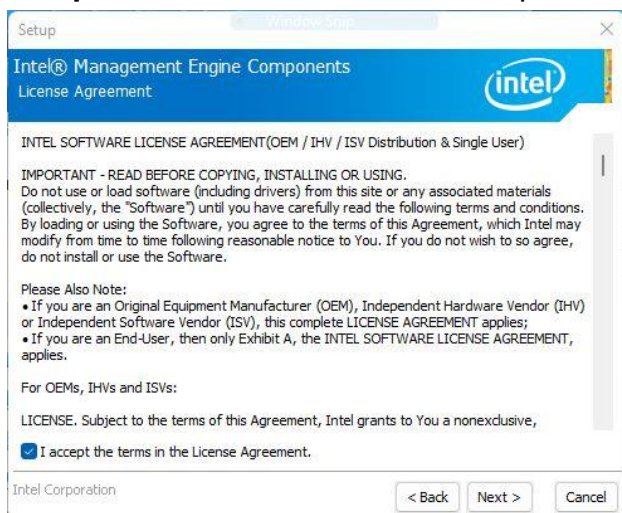 Setup
Window Snip
Intel® Management Engine Components
License Agreement
intel
INTEL SOFTWARE LICENSE AGREEMENT(OEM / IHV / ISV Distribution & Single User)
IMPORTANT - READ BEFORE COPYING, INSTALLING OR USING.
Do not use or load software (including drivers) from this site or any associated materials
(collectively, the "Software") until you have carefully read the following terms and conditions.
By loading or using the Software, you agree to the terms of this Agreement, which Intel may
modify from time to time following reasonable notice to You. If you do not wish to so agree,
do not install or use the Software.
Please Also Note:
• If you are an Original Equipment Manufacturer (OEM), Independent Hardware Vendor (IHV)
or Independent Software Vendor (ISV), this complete LICENSE AGREEMENT applies;
• If you are an End-User, then only Exhibit A, the INTEL SOFTWARE LICENSE AGREEMENT,
applies.
For OEMs, IHVs and ISVs:
LICENSE. Subject to the terms of this Agreement, Intel grants to You a nonexclusive,
I accept the terms in the License Agreement.
Intel Corporation
< Back
Next >
Cancel